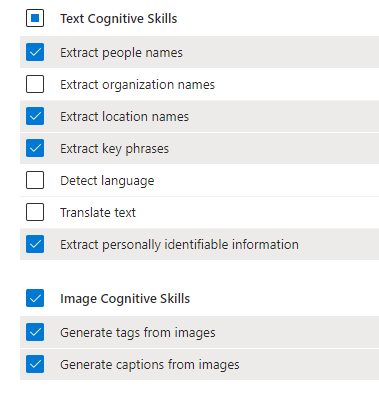 Text Cognitive Skills
Extract people names
Extract organization names
Extract location names
Extract key phrases
Detect language
Translate text
Extract personally identifiable information
Image Cognitive Skills
Generate tags from images
Generate captions from images